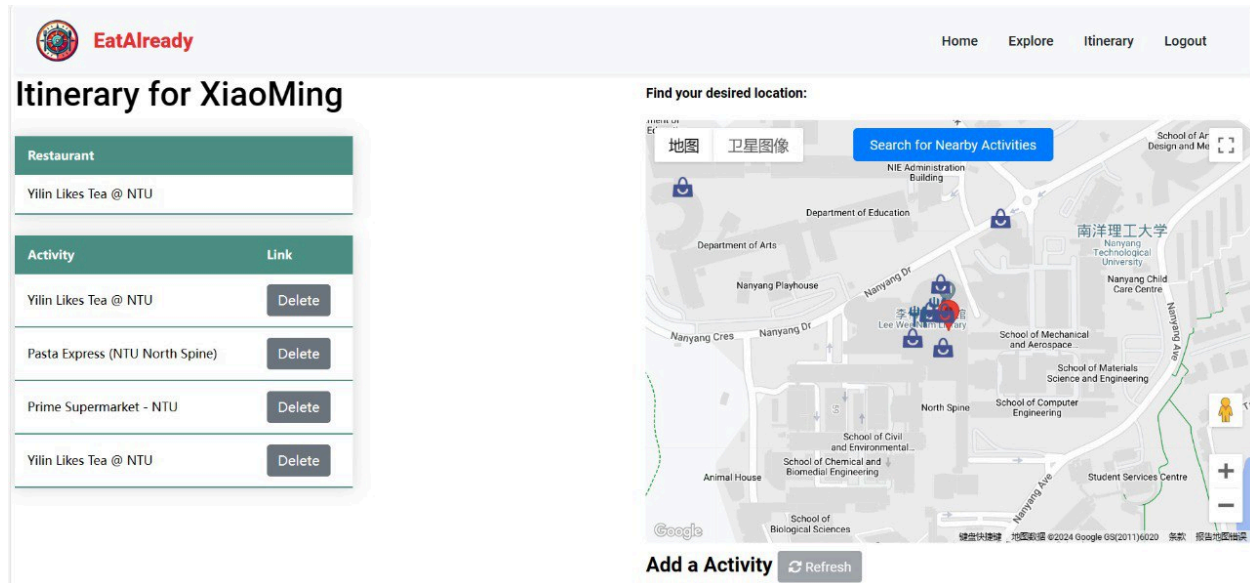 EatAlready
Home Explore Itinerary Logout
Itinerary for XiaoMing
Restaurant
Yilin Likes Tea @ NTU
Activity Link
Yilin Likes Tea @ NTU Delete
Pasta Express (NTU North Spine) Delete
Prime Supermarket - NTU Delete
Yilin Likes Tea @ NTU Delete
Find your desired location:
地图 卫星图像
Search for Nearby Activities
School of Ar
Design and Me
NIE Administration
Building
Department of Education
南洋理工大学
Nanyang
Technological
University
Department of Arts
Nanyang Playhouse
Nanyang Dr
Nanyang Child
Care Centre
Lee Wee Nam Library
Nanyang Cres
Nanyang Dr
School of Mechanical
and Aerospace...
Nanyang Ave
School of Materials
Science and Engineering
North Spine
School of Computer
Engineering
School of Civil
and Environmental...
School of Chemical and
Biomedial Engineering
Animal House
Student Services Centre
Nanyang Ave
School of
Biological Sciences
Google
键盘快捷键 地图数据 ©2024 Google GS(2011)6020 条款 报告地图错误
Add a Activity Refresh